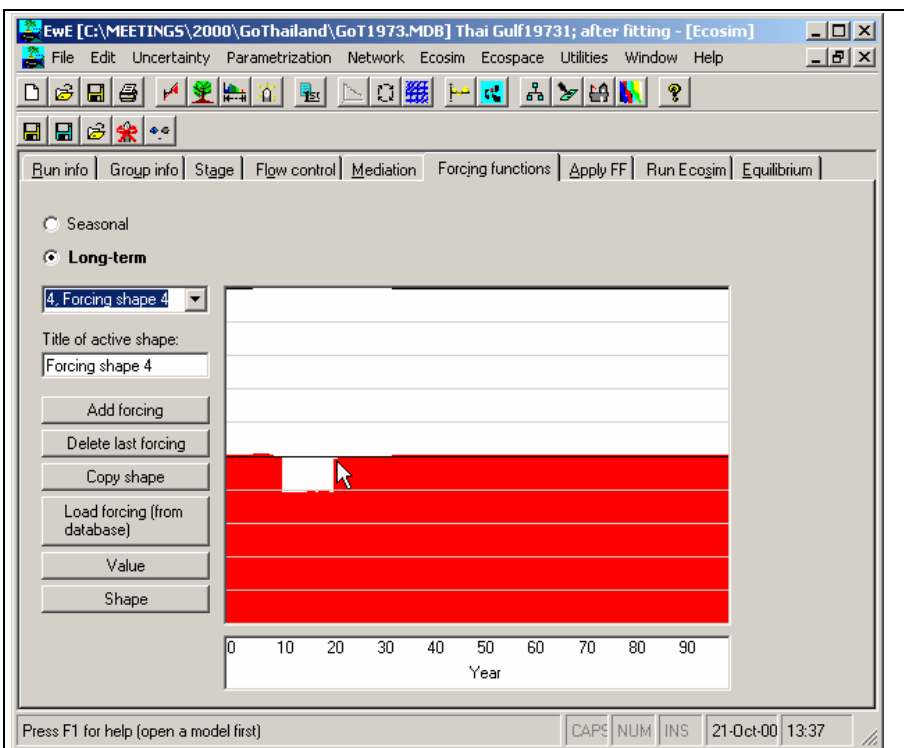 EwE [C:\MEETINGS\2000\GoThailand\GoT1973.MDB] Thai Gulf19731; after fitting - [Ecosim]
File Edit Uncertainty Parametrization Network Ecosim Ecospace Utilities Window Help
1st
?
Run info Group info Stage Flow control Mediation Forcing functions Apply FF Run Ecosim Equilibrium
Seasonal
Long-term
4, Forcing shape 4
Title of active shape:
Forcing shape 4
Add forcing
Delete last forcing
Copy shape
Load forcing (from
database)
Value
Shape
0 10 20 30 40 50 60 70 80 90
Year
Press F1 for help (open a model first) CAPS NUM INS 21-Oct-00 13:37